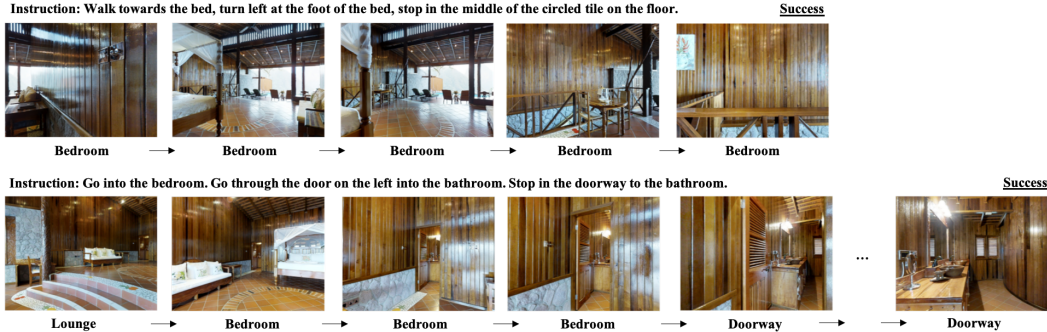 Instruction: Walk towards the bed, turn left at the foot of the bed, stop in the middle of the circled tile on the floor. Success
Bedroom Bedroom Bedroom Bedroom Bedroom
Instruction: Go into the bedroom. Go through the door on the left into the bathroom. Stop in the doorway to the bathroom. Success
...
Lounge Bedroom Bedroom Bedroom Doorway Doorway